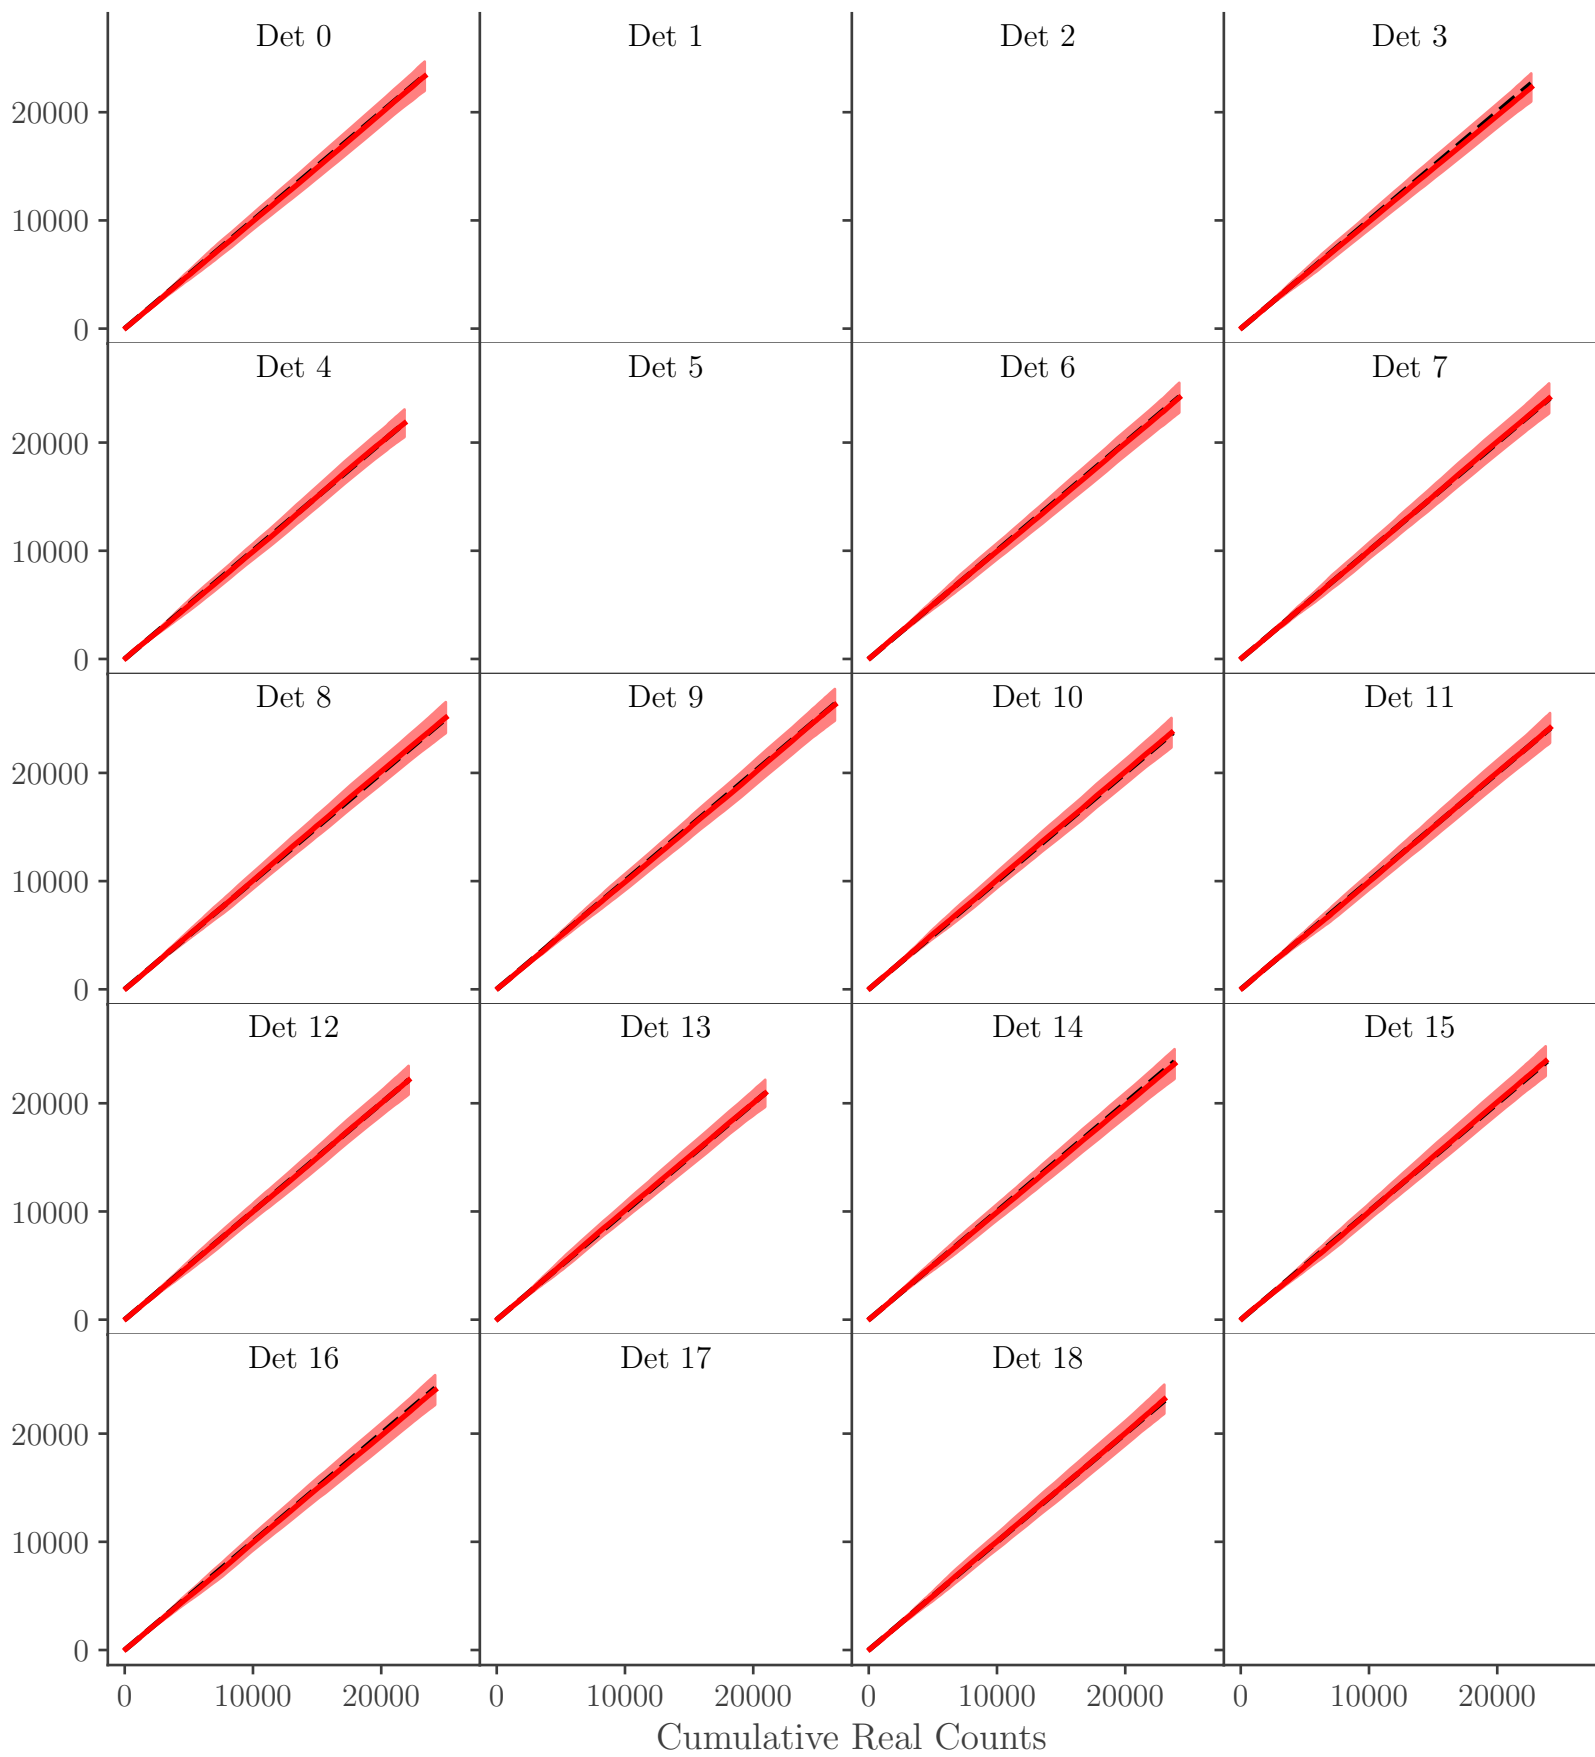 Det 0 Det 1 Det 2 Det 3
20000
10000
0
Det 4 Det 5 Det 6 Det 7
20000
10000
0
Det 8 Det 9 Det 10 Det 11
20000
10000
0
Det 12 Det 13 Det 14 Det 15
20000
10000
0
Det 16 Det 17 Det 18
20000
10000
0
0 10000 20000 0 10000 20000 0 10000 20000 0 10000 20000
Cumulative Real Counts